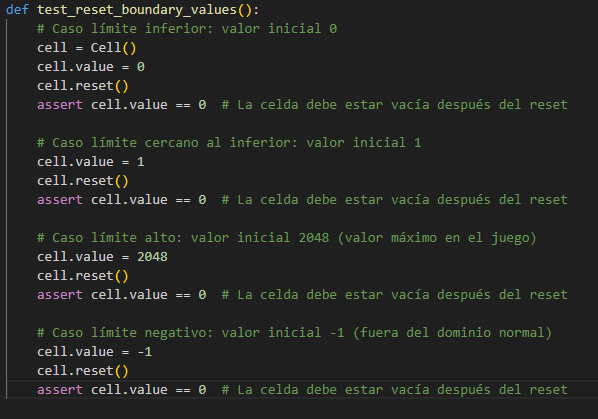 def test_reset_boundary_values():
    # Caso límite inferior: valor inicial 0
    cell = Cell()
    cell.value = 0
    cell.reset()
    assert cell.value == 0  # La celda debe estar vacía después del reset

    # Caso límite cercano al inferior: valor inicial 1
    cell.value = 1
    cell.reset()
    assert cell.value == 0  # La celda debe estar vacía después del reset

    # Caso límite alto: valor inicial 2048 (valor máximo en el juego)
    cell.value = 2048
    cell.reset()
    assert cell.value == 0  # La celda debe estar vacía después del reset

    # Caso límite negativo: valor inicial -1 (fuera del dominio normal)
    cell.value = -1
    cell.reset()
    assert cell.value == 0  # La celda debe estar vacía después del reset